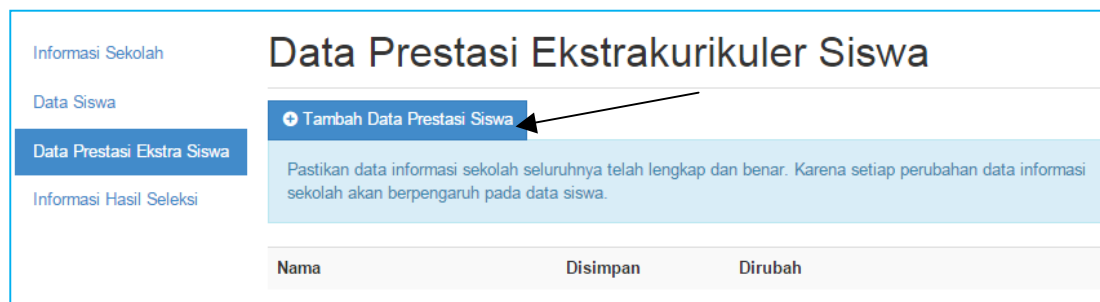 Informasi Sekolah
Data Siswa
Data Prestasi Ekstra Siswa
Informasi Hasil Seleksi
Data Prestasi Ekstrakurikuler Siswa
Tambah Data Prestasi Siswa
Pastikan data informasi sekolah seluruhnya telah lengkap dan benar. Karena setiap perubahan data informasi
sekolah akan berpengaruh pada data siswa.
Nama Disimpan Dirubah